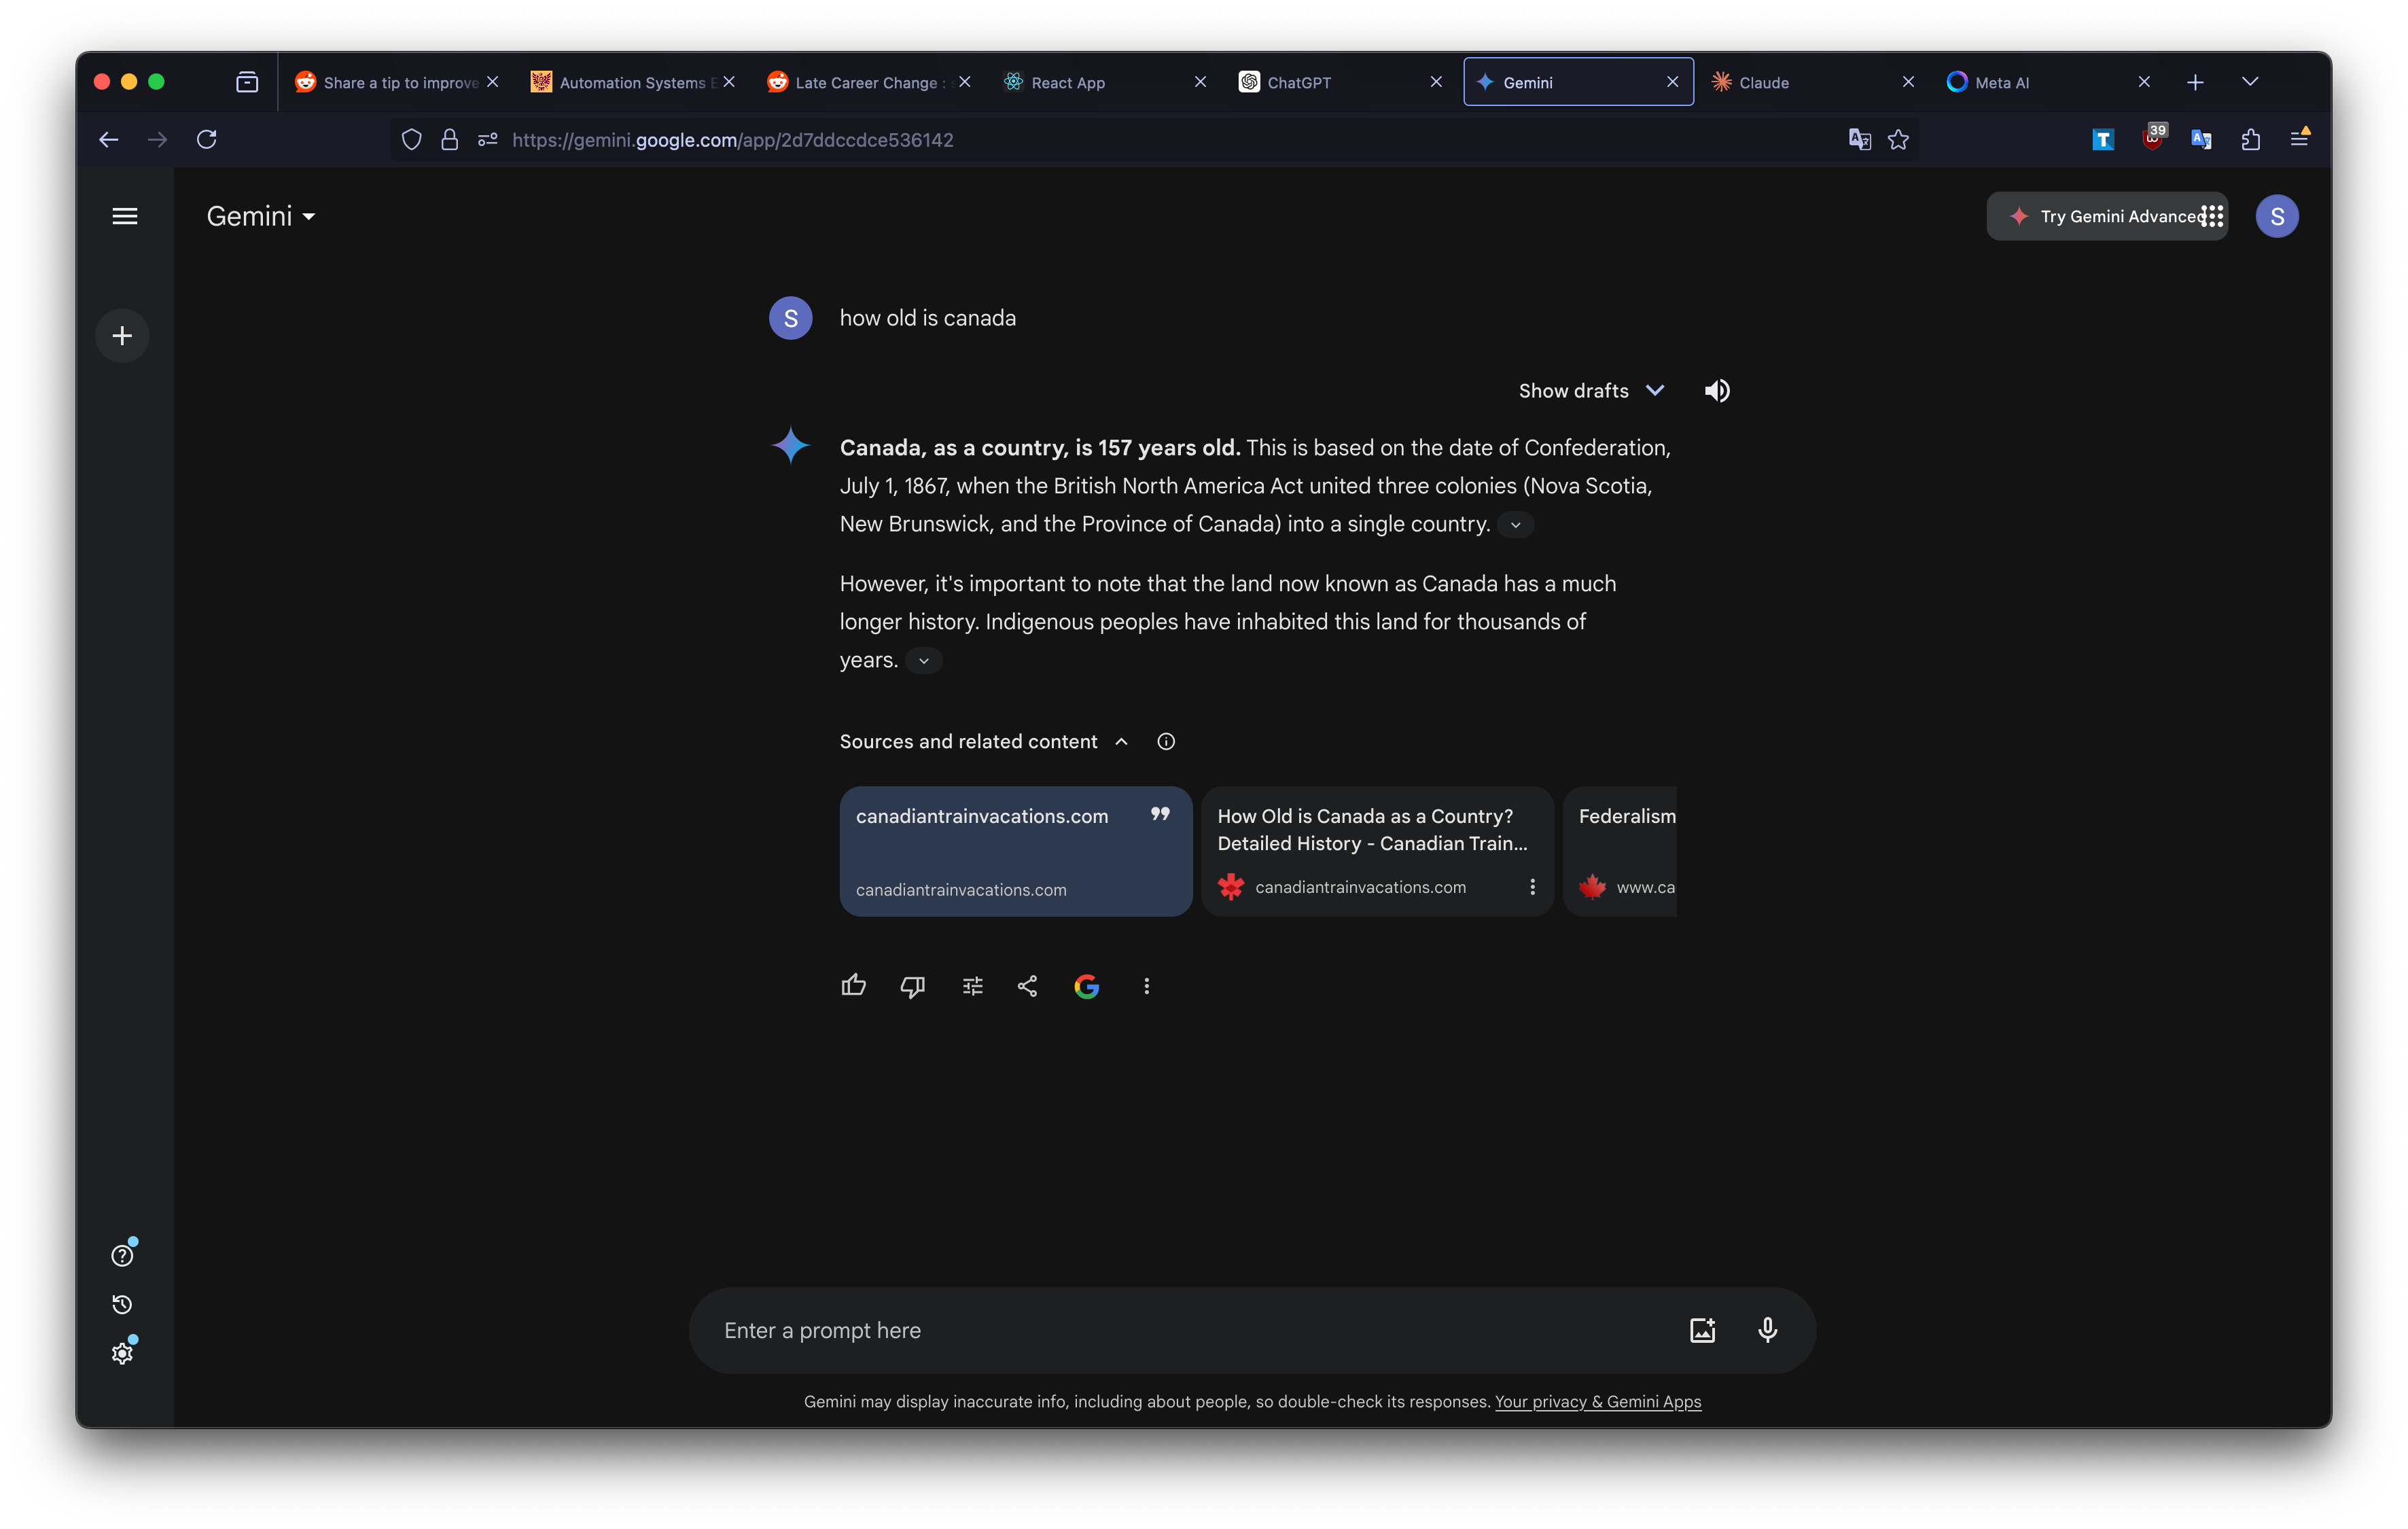 Share a tip to improve
Automation Systems E
Late Career Change :
React App
ChatGPT
Gemini
Claude
Meta AI
https://gemini.google.com/app/2d7ddccdce536142
39
Gemini
Try Gemini Advanced
S
S
how old is canada
Show drafts
Canada, as a country, is 157 years old. This is based on the date of Confederation,
July 1, 1867, when the British North America Act united three colonies (Nova Scotia,
New Brunswick, and the Province of Canada) into a single country.
However, it's important to note that the land now known as Canada has a much
longer history. Indigenous peoples have inhabited this land for thousands of
years.
Sources and related content
canadiantrainvacations.com
canadiantrainvacations.com
How Old is Canada as a Country?
Detailed History - Canadian Train...
canadiantrainvacations.com
Federalism
www.ca
Enter a prompt here
Gemini may display inaccurate info, including about people, so double-check its responses. Your privacy & Gemini Apps